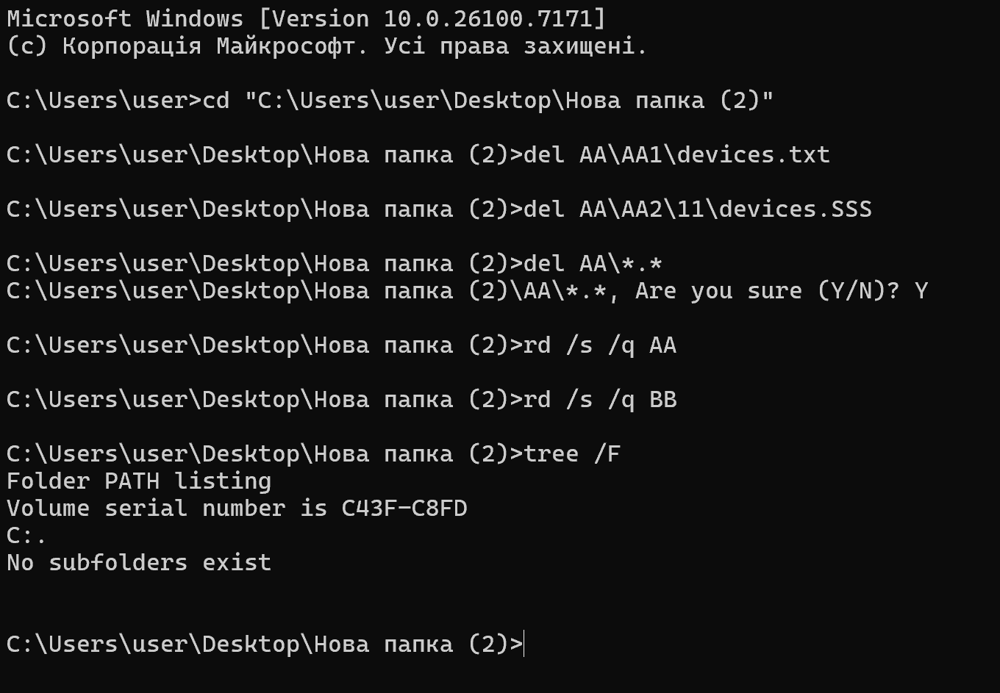 Microsoft Windows [Version 10.0.26100.7171]
(c) Корпорація Майкрософт. Усі права захищені.
C:\Users\user>cd "C:\Users\user\Desktop\Нова папка (2)"
C:\Users\user\Desktop\Нова папка (2)>del AA\AA1\devices.txt
C:\Users\user\Desktop\Нова папка (2)>del AA\AA2\11\devices.SSS
C:\Users\user\Desktop\Нова папка (2)>del AA\*.*
C:\Users\user\Desktop\Нова папка (2)\AA\*.*, Are you sure (Y/N)? Y
C:\Users\user\Desktop\Нова папка (2)>rd /s /q AA
C:\Users\user\Desktop\Нова папка (2)>rd /s /q BB
C:\Users\user\Desktop\Нова папка (2)>tree /F
Folder PATH listing
Volume serial number is C43F-C8FD
C:.
No subfolders exist
C:\Users\user\Desktop\Нова папка (2)>